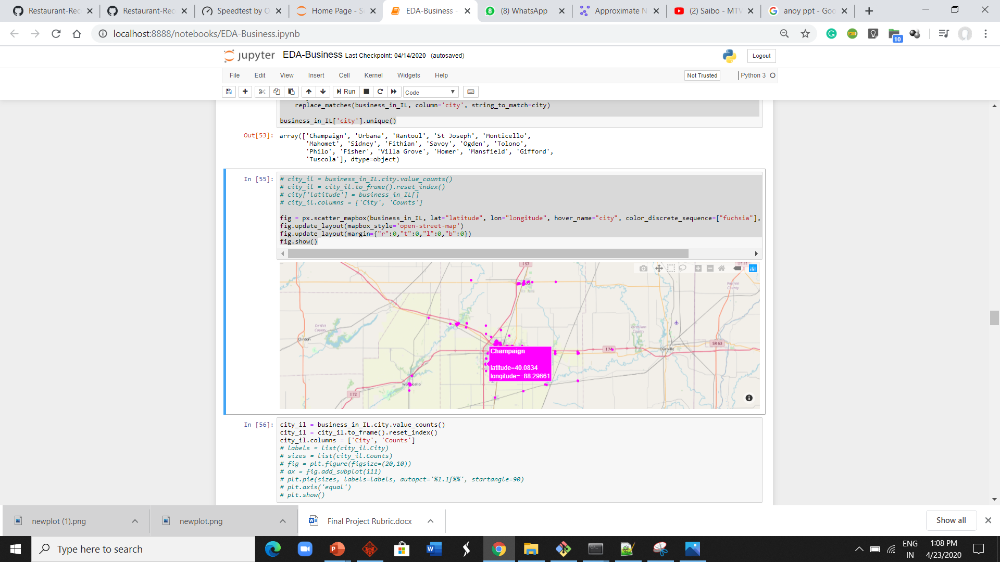 Restaurant-Rec
Restaurant-Rec
Speedtest by O
Home Page - S
EDA-Business -
(8) WhatsApp
Approximate N
(2) Saibo - MTV
anoy ppt - Goo
localhost:8888/notebooks/EDA-Business.ipynb
10
jupyter EDA-Business Last Checkpoint: 04/14/2020 (autosaved)
Logout
File Edit View Insert Cell Kernel Widgets Help
Not Trusted
Python 3
Run
Code
replace_matches(business_in_IL, column='city', string_to_match=city)
business_in_IL['city'].unique()
Out[53]: array(['Champaign', 'Urbana', 'Rantoul', 'St Joseph', 'Monticello',
'Mahomet', 'Sidney', 'Fithian', 'Savoy', 'Ogden', 'Tolono',
'Philo', 'Fisher', 'Villa Grove', 'Homer', 'Mansfield', 'Gifford',
'Tuscola'], dtype=object)
In [55]: # city_il = business_in_IL.city.value_counts()
# city_il = city_il.to_frame().reset_index()
# city['latitude'] = business_in_IL[]
# city_il.columns = ['City', 'Counts']
fig = px.scatter_mapbox(business_in_IL, lat="latitude", lon="longitude", hover_name="city", color_discrete_sequence=["fuchsia"],
fig.update_layout(mapbox_style='open-street-map')
fig.update_layout(margin={"r":0,"t":0,"l":0,"b":0})
fig.show()
I 57
US 41
Warren
County
DeWitt
County
Clinton
Vermilion
County
Danville
SR 63
I 74
Champaign
latitude=40.0834
longitude=−88.29661
Monticello
I 72
In [56]: city_il = business_in_IL.city.value_counts()
city_il = city_il.to_frame().reset_index()
city_il.columns = ['City', 'Counts']
# labels = list(city_il.City)
# sizes = list(city_il.Counts)
# fig = plt.figure(figsize=(20,10))
# ax = fig.add_subplot(111)
# plt.pie(sizes, labels=labels, autopct='%1.1f%%', startangle=90)
# plt.axis('equal')
# plt.show()
newplot (1).png
newplot.png
Final Project Rubric.docx
Show all
Type here to search
ENG
IN
1:08 PM
4/23/2020